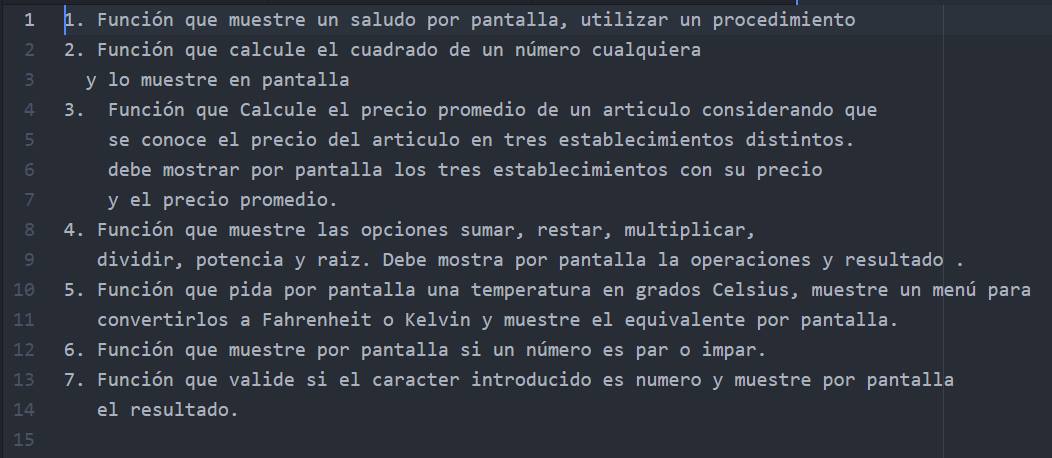 1 1. Función que muestre un saludo por pantalla, utilizar un procedimiento
2 2. Función que calcule el cuadrado de un número cualquiera
3 y lo muestre en pantalla
4 3. Función que Calcule el precio promedio de un articulo considerando que
5 se conoce el precio del articulo en tres establecimientos distintos.
6 debe mostrar por pantalla los tres establecimientos con su precio
7 y el precio promedio.
8 4. Función que muestre las opciones sumar, restar, multiplicar,
9 dividir, potencia y raiz. Debe mostra por pantalla la operaciones y resultado .
10 5. Función que pida por pantalla una temperatura en grados Celsius, muestre un menú para
11 convertirlos a Fahrenheit o Kelvin y muestre el equivalente por pantalla.
12 6. Función que muestre por pantalla si un número es par o impar.
13 7. Función que valide si el caracter introducido es numero y muestre por pantalla
14 el resultado.
15